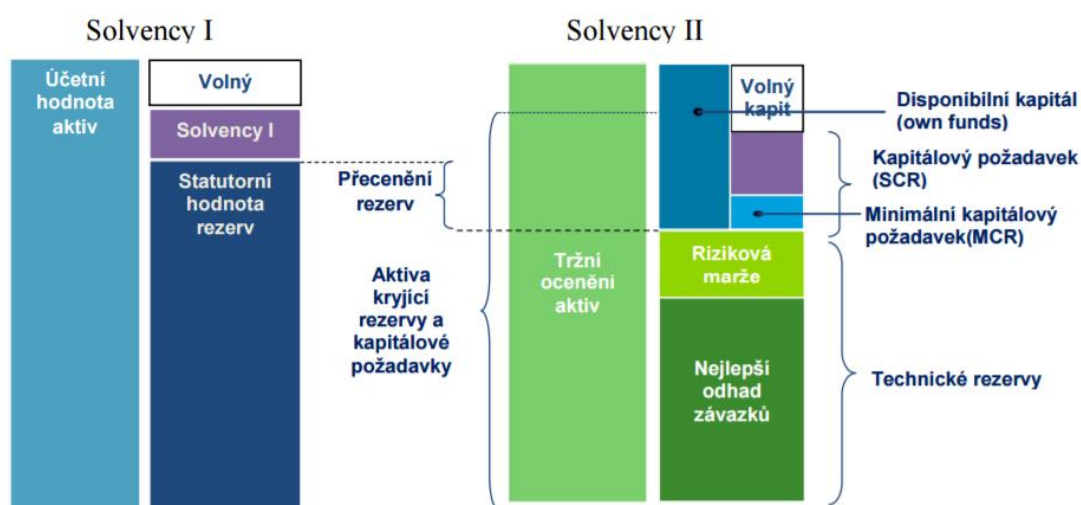 Solvency I
Účetní
hodnota
aktiv
Volný
Solvency I
Statutorní
hodnota
rezerv
Přecenění
rezerv
Aktiva
kryjící
rezervy a
kapitálové
požadavky
Solvency II
Tržní
ocenění
aktiv
Volný
kapit
Riziková
marže
Nejlepší
odhad
závazků
Disponibilní kapitál
(own funds)
Kapitálový požadavek
(SCR)
Minimální kapitálový
požadavek(MCR)
Technické rezervy